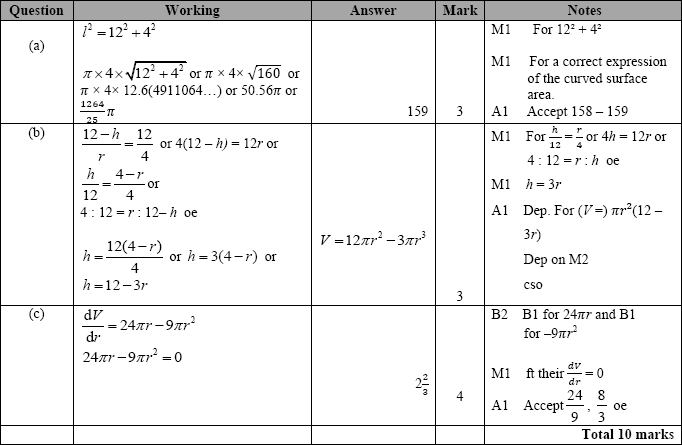 Question Working Answer Mark Notes
(a)
l² = 12² + 4²
π × 4 × √(12² + 4²) or π × 4 × √160 or
π × 4 × 12.6(4911064…) or 50.56π or
1264/25 π
159
3
M1 For 12² + 4²
M1 For a correct expression
of the curved surface
area.
A1 Accept 158 – 159
(b)
(12 − h)/r = 12/4 or 4(12 – h) = 12r or
h/12 = (4 − r)/4 or
4 : 12 = r : 12– h oe
h = 12(4 − r)/4 or h = 3(4 − r) or
h = 12 − 3r
V = 12πr² − 3πr³
3
M1 For h/12 = r/4 or 4h = 12r or
4 : 12 = r : h oe
M1 h = 3r
A1 Dep. For (V =) πr²(12 –
3r)
Dep on M2
cso
(c)
dV/dr = 24πr − 9πr²
24πr − 9πr² = 0
2 2/3
4
B2 B1 for 24πr and B1
for –9πr²
M1 ft their dV/dr = 0
A1 Accept 24/9 , 8/3 oe
Total 10 marks